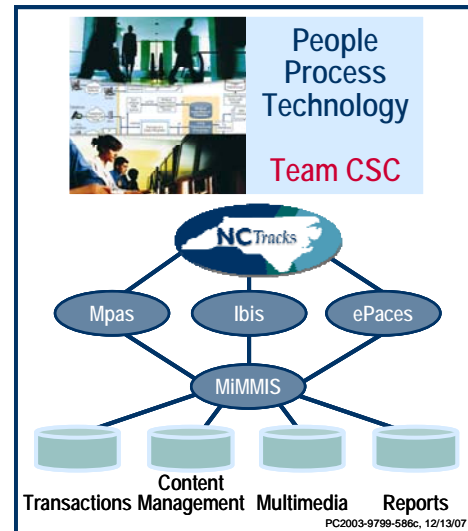 People
Process
Technology
Team CSC
NCTracks
Mpas
Ibis
ePaces
MiMMIS
Transactions
Content
Management
Multimedia
Reports
PC2003-9799-586c, 12/13/07